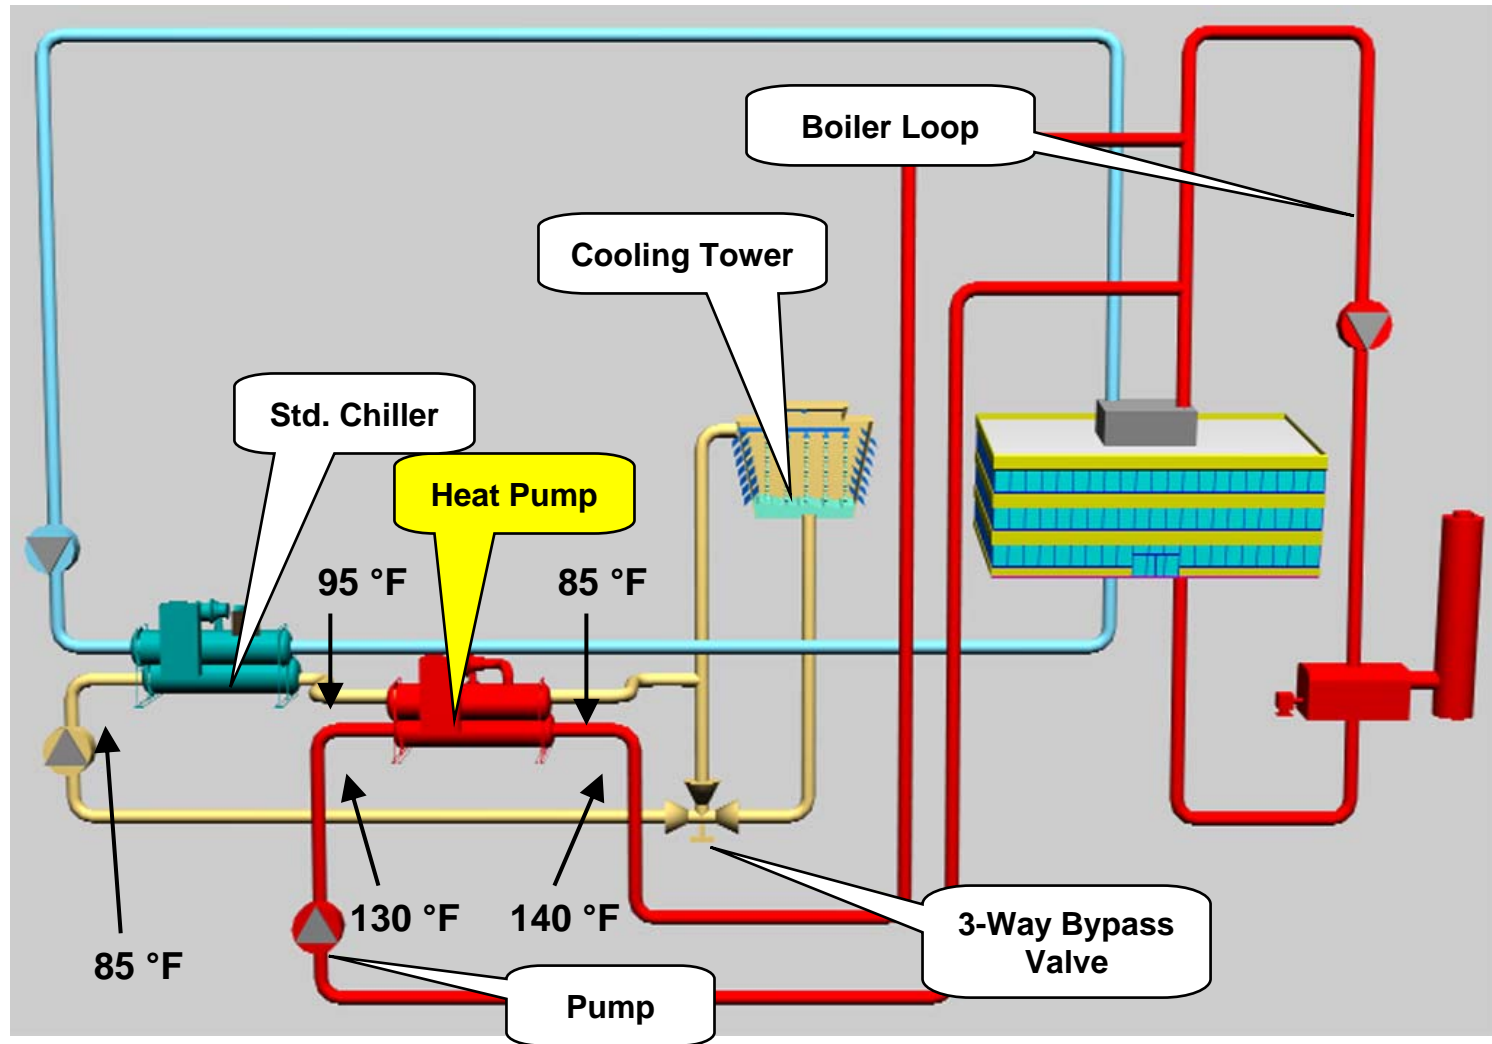 Boiler Loop
Cooling Tower
Std. Chiller
Heat Pump
95 °F
85 °F
130 °F
140 °F
85 °F
3-Way Bypass
Valve
Pump